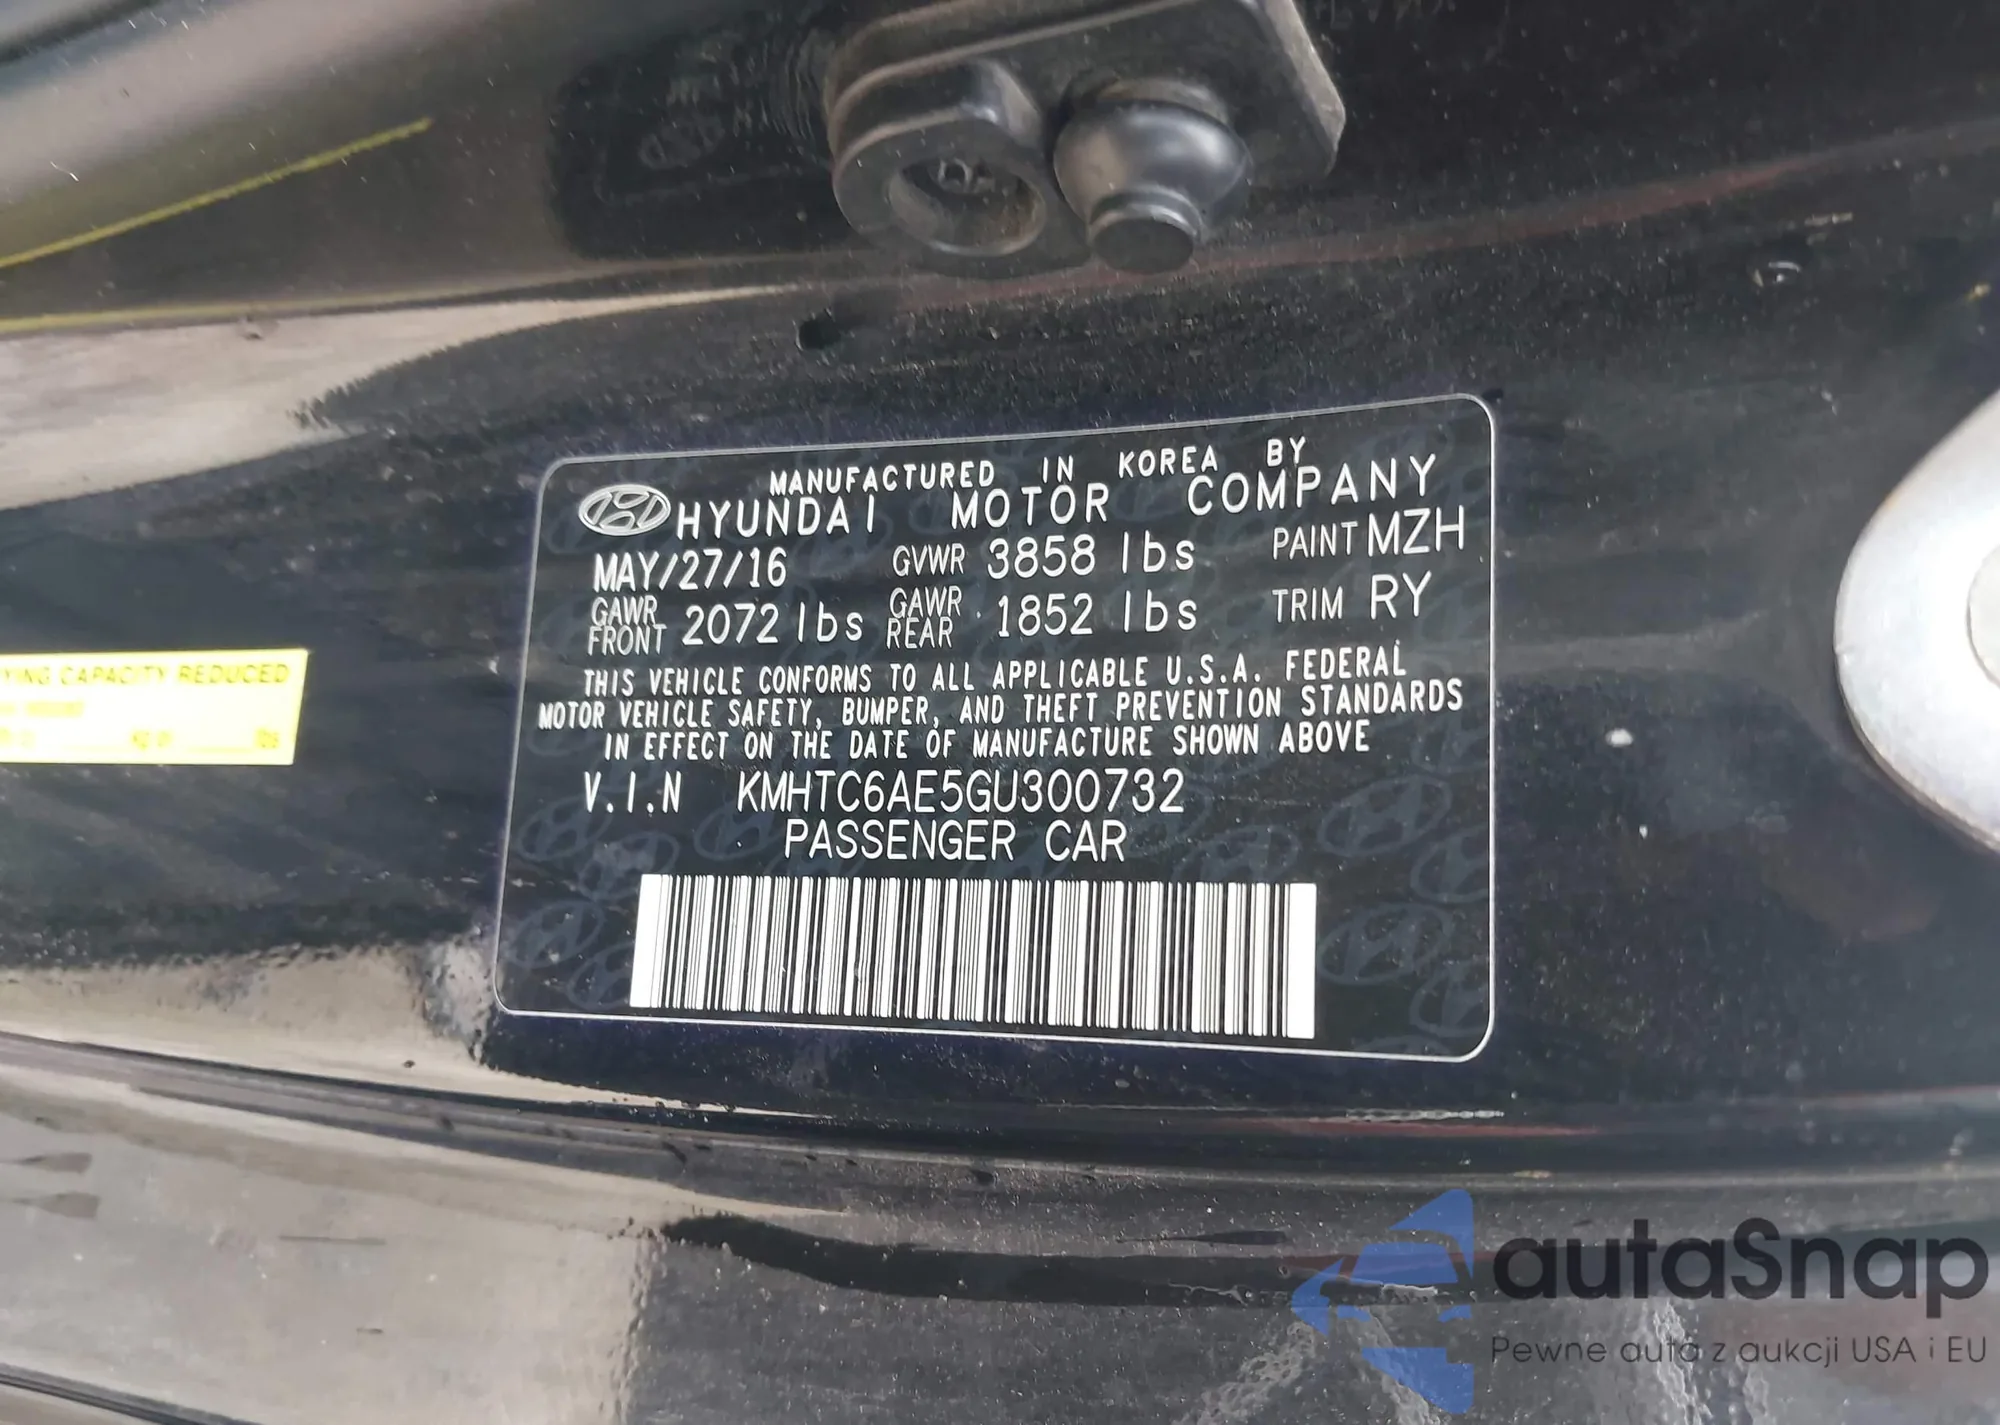 MANUFACTURED IN KOREA BY
HYUNDAI MOTOR COMPANY
MAY/27/16 GVWR 3858 lbs PAINT MZH
GAWR FRONT 2072 lbs GAWR REAR 1852 lbs TRIM RY
THIS VEHICLE CONFORMS TO ALL APPLICABLE U.S.A. FEDERAL
MOTOR VEHICLE SAFETY, BUMPER, AND THEFT PREVENTION STANDARDS
IN EFFECT ON THE DATE OF MANUFACTURE SHOWN ABOVE
V.I.N KMHTC6AE5GU300732
PASSENGER CAR
CAPACITY REDUCED
autaSnap
Pewne auta z aukcji USA i EU